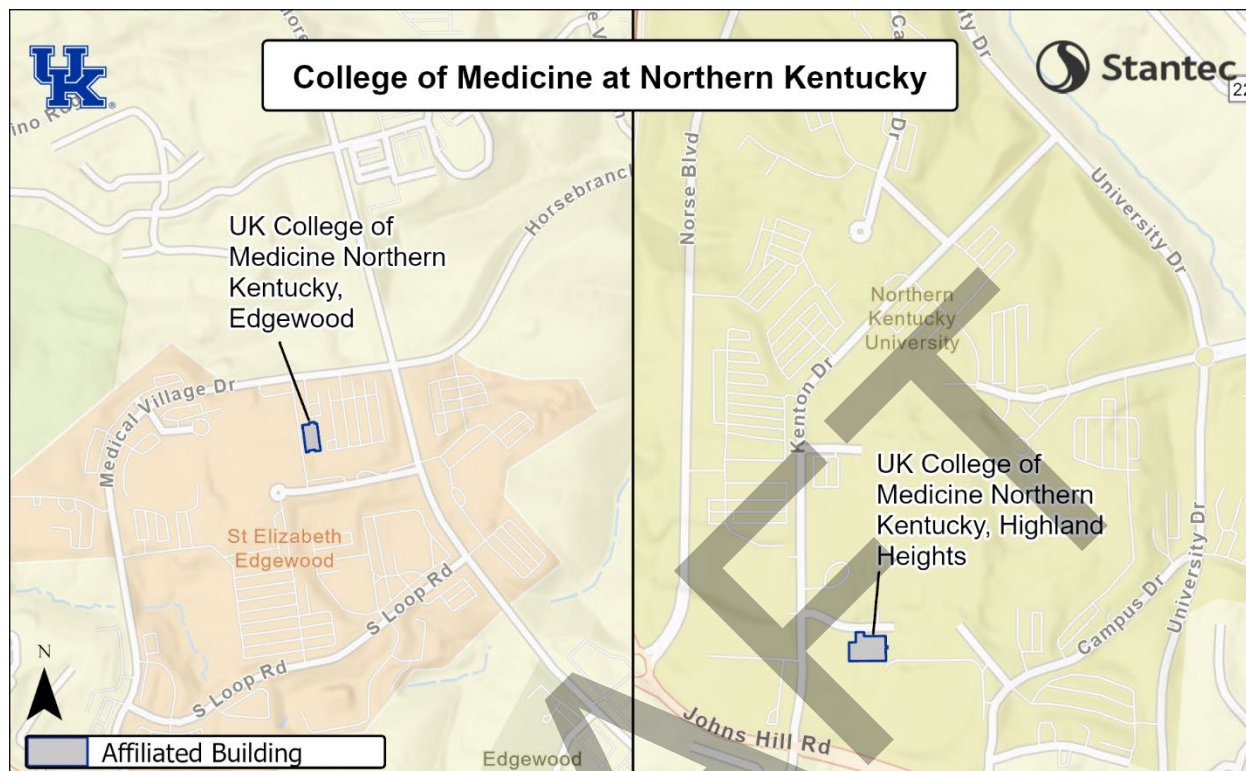 College of Medicine at Northern Kentucky
UK
Stantec
22
University Dr
Norse Blvd
Horsebranch
UK College of
Medicine Northern
Kentucky,
Edgewood
Medical Village Dr
St Elizabeth
Edgewood
S Loop Rd
S Loop Rd
Edgewood
N
Affiliated Building
Northern
Kentucky
University
Kenton Dr
UK College of
Medicine Northern
Kentucky, Highland
Heights
Campus Dr
University Dr
Johns Hill Rd